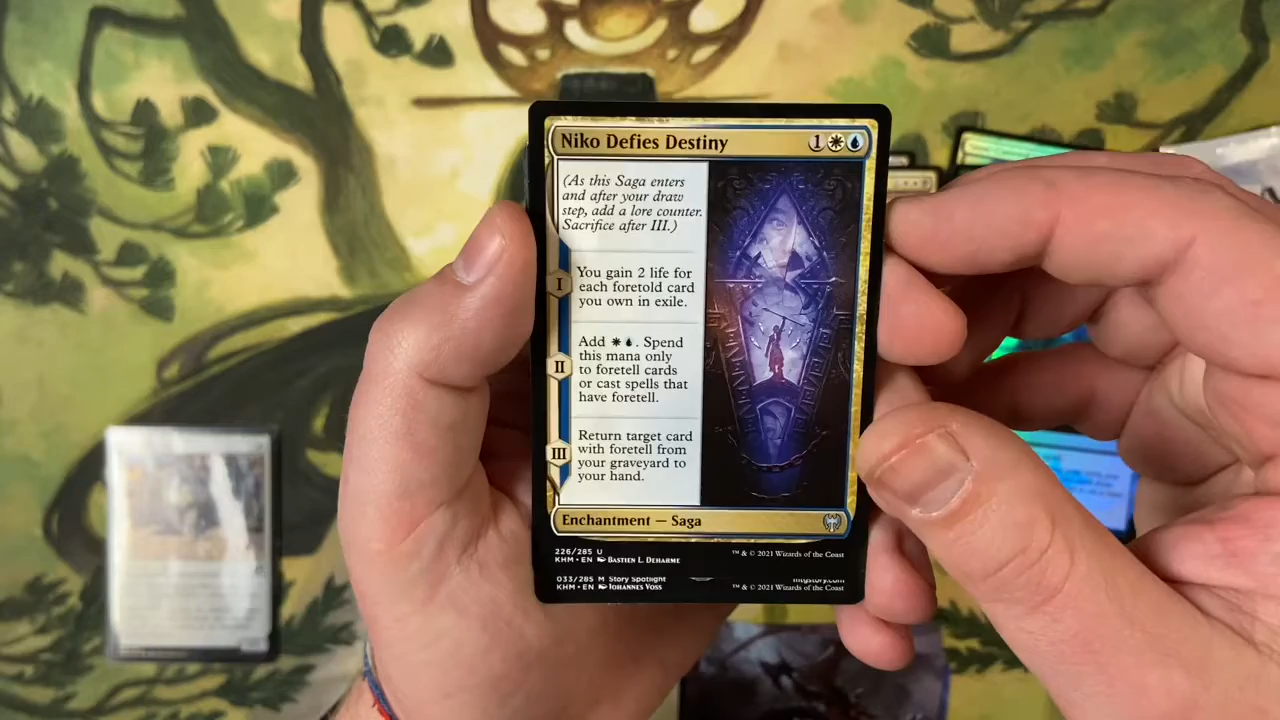 Niko Defies Destiny 1
(As this Saga enters
and after your draw
step, add a lore counter.
Sacrifice after III.)
I
You gain 2 life for
each foretold card
you own in exile.
II
Add . Spend
this mana only
to foretell cards
or cast spells that
have foretell.
III
Return target card
with foretell from
your graveyard to
your hand.
Enchantment — Saga
226/285 U
KHM • EN Bastien L. Deharme
™ & © 2021 Wizards of the Coast
033/285 M Story Spotlight
mtgstory.com
KHM • EN Johannes Voss
™ & © 2021 Wizards of the Coast